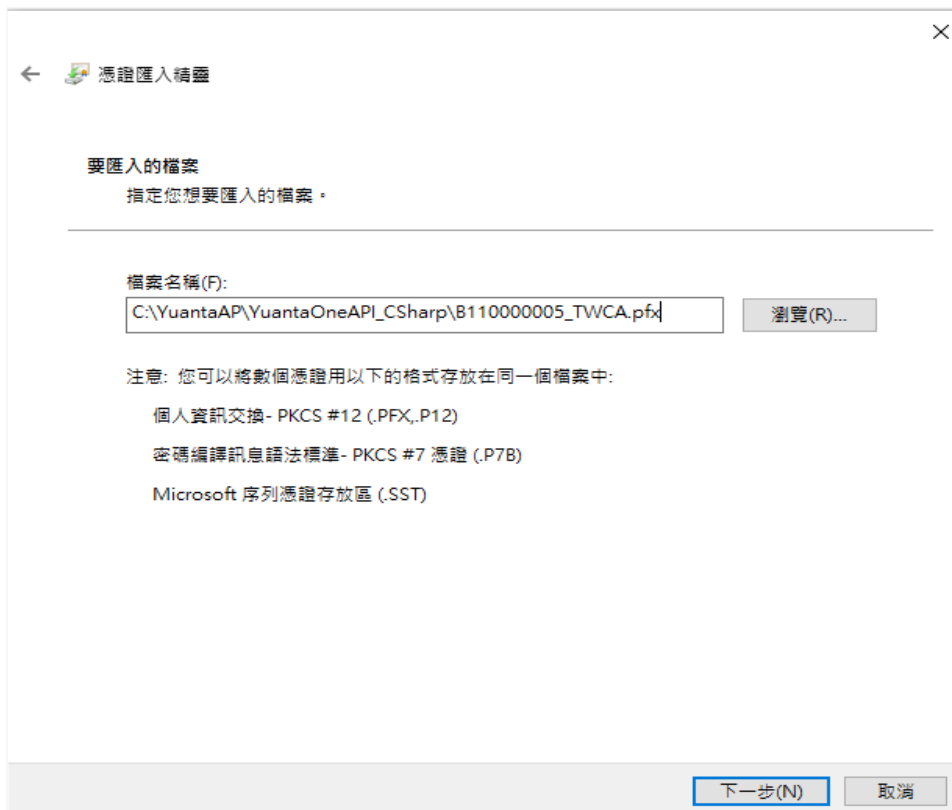 憑證匯入精靈
要匯入的檔案
指定您想要匯入的檔案。
檔案名稱(F):
C:\YuantaAP\YuantaOneAPI_CSharp\B110000005_TWCA.pfx
瀏覽(R)...
注意: 您可以將數個憑證用以下的格式存放在同一個檔案中:
個人資訊交換- PKCS #12 (.PFX,.P12)
密碼編譯訊息語法標準- PKCS #7 憑證 (.P7B)
Microsoft 序列憑證存放區 (.SST)
下一步(N)
取消